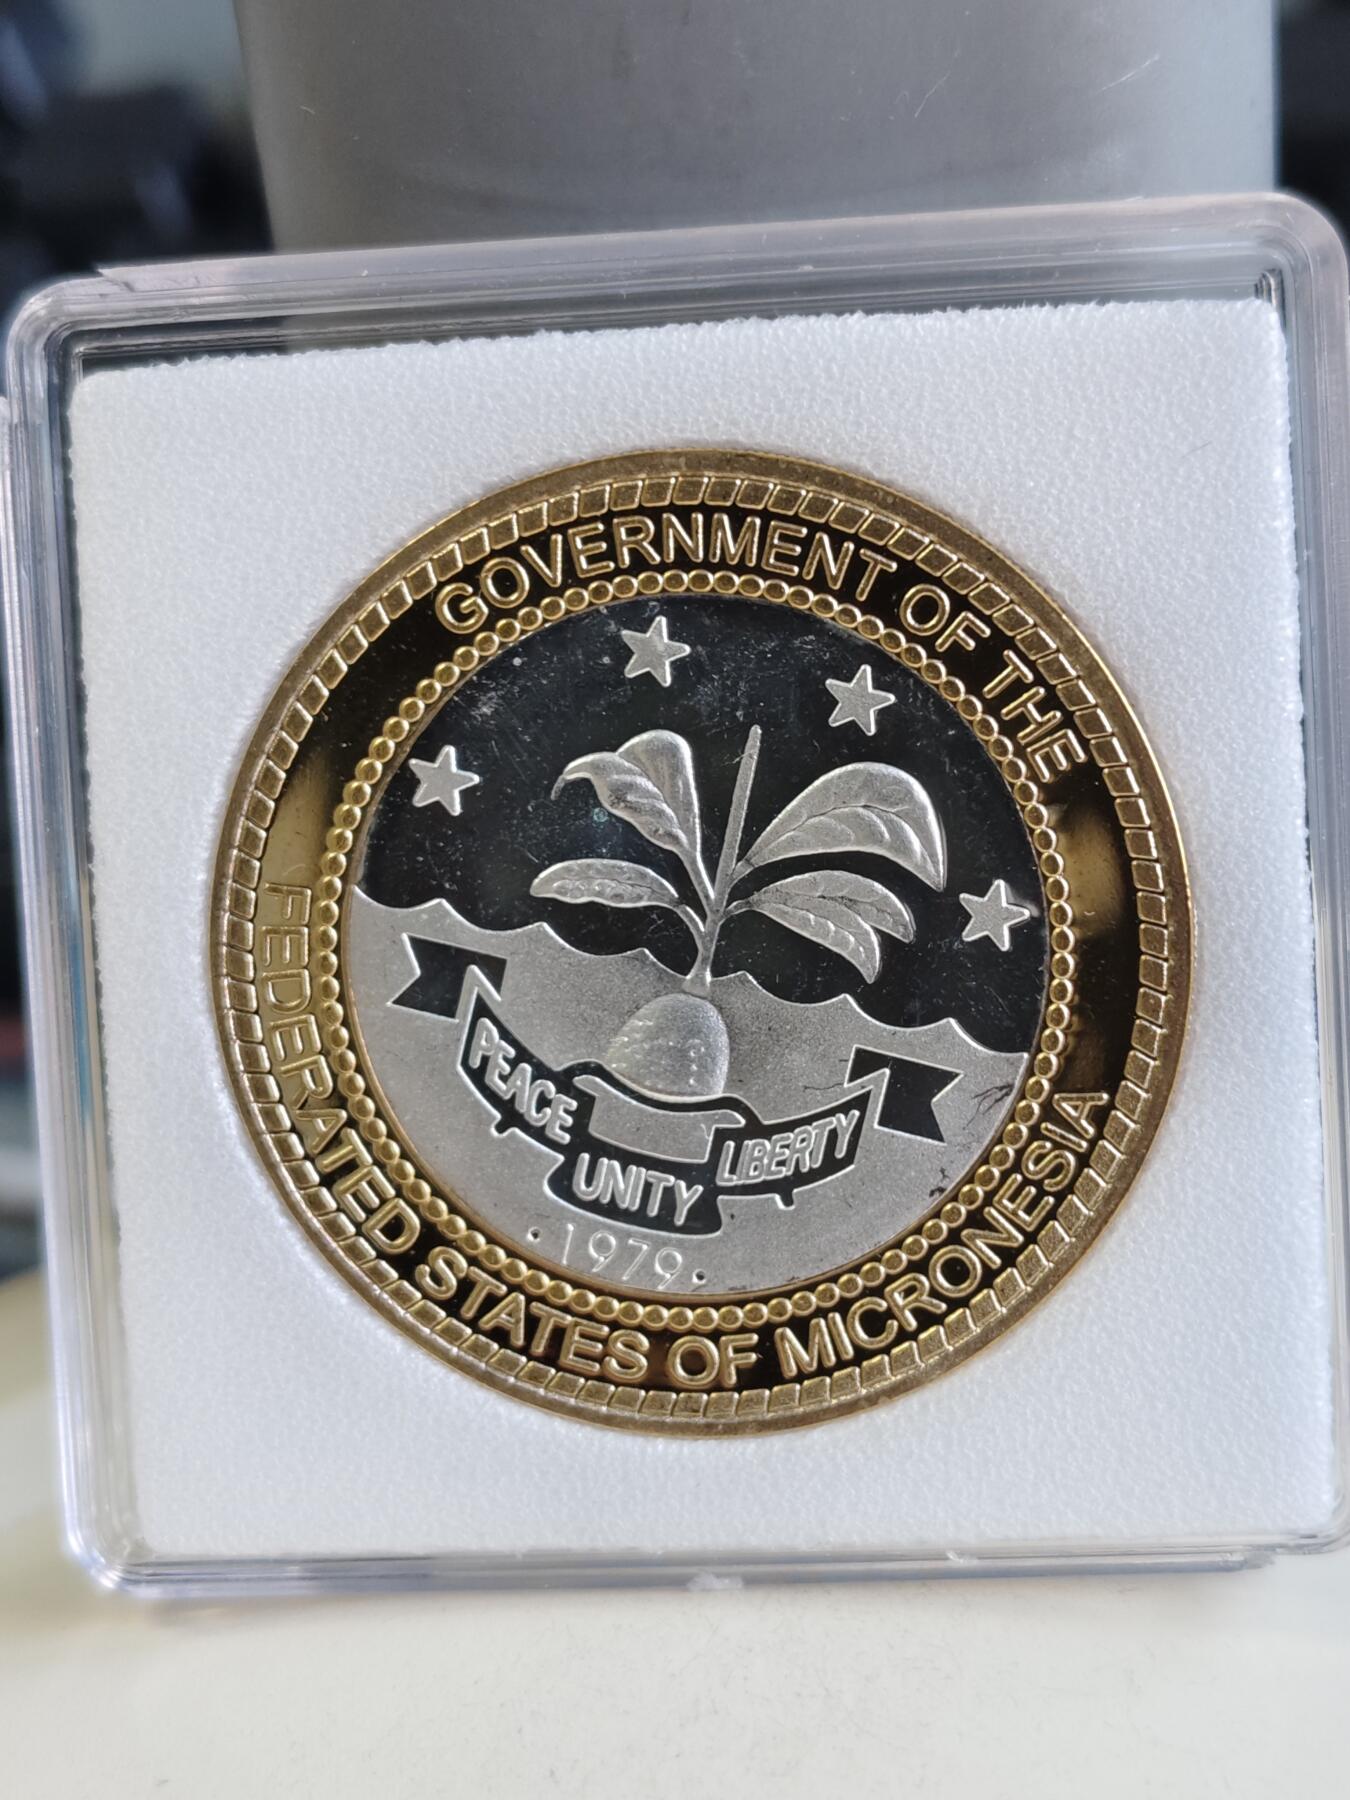 GOVERNMENT OF THE
PEACE
UNITY
LIBERTY
· 1979 ·
FEDERATED STATES OF MICRONESIA